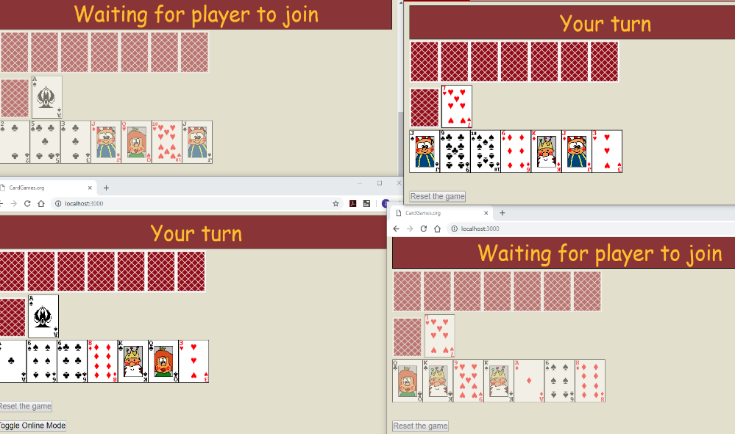 Waiting for player to join
Your turn
Reset the game
CardGames.org
localhost:3000
Your turn
Reset the game
Toggle Online Mode
CardGames.org
localhost:3000
Waiting for player to join
Reset the game